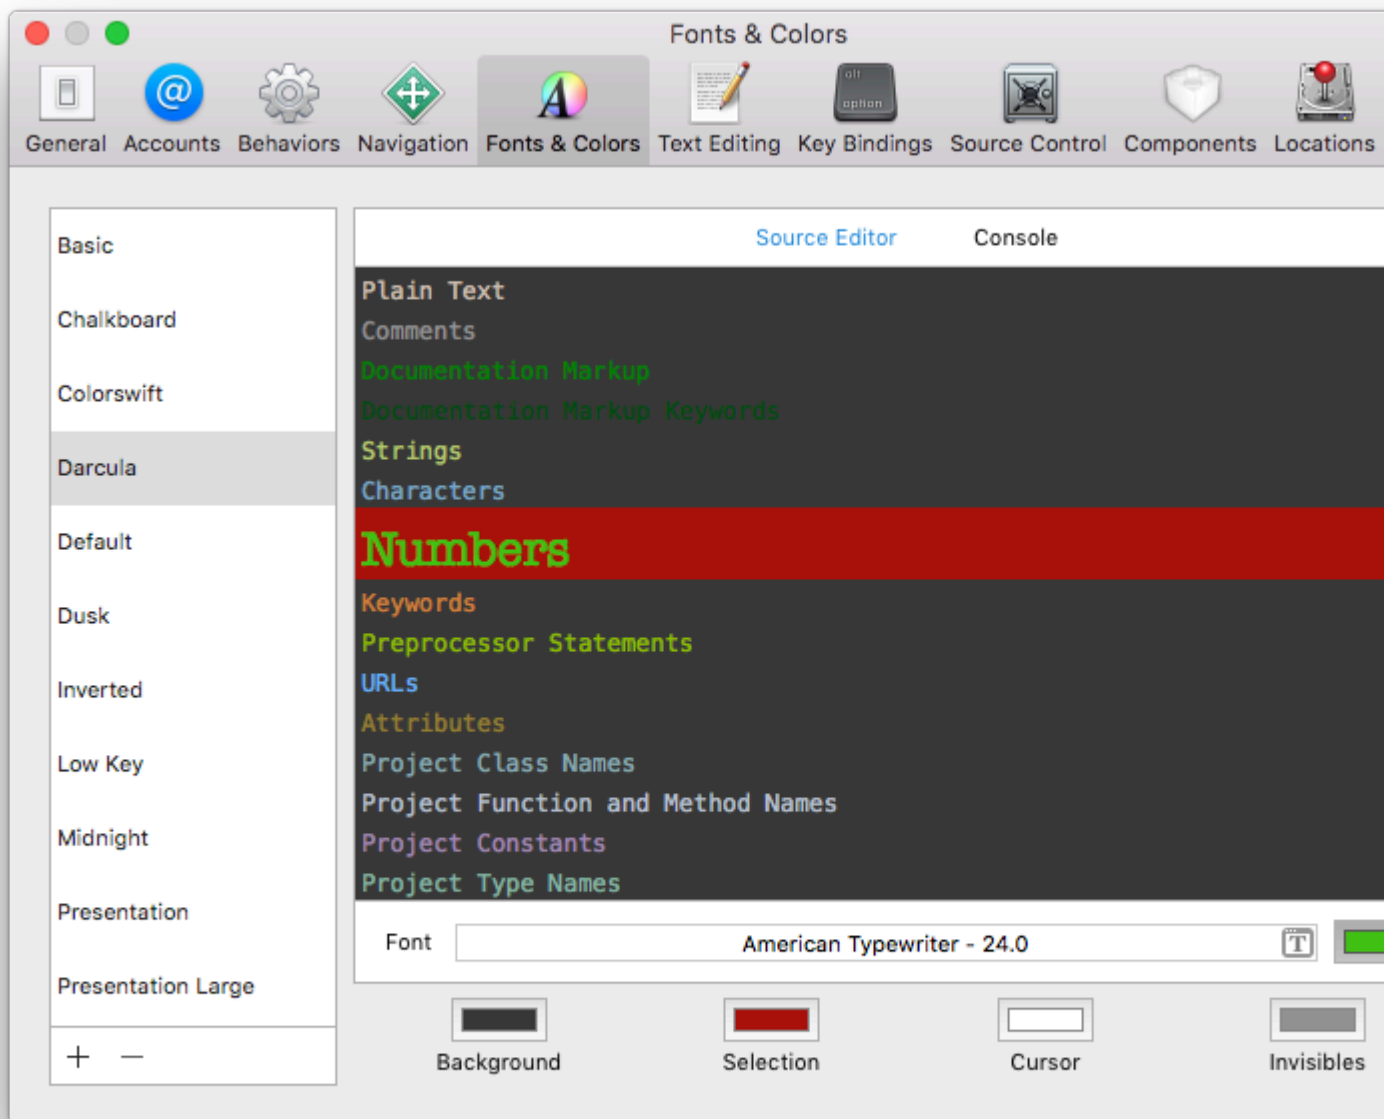 Fonts & Colors
alt
option
General Accounts Behaviors Navigation Fonts & Colors Text Editing Key Bindings Source Control Components Locations
Basic
Chalkboard
Colorswift
Darcula
Default
Dusk
Inverted
Low Key
Midnight
Presentation
Presentation Large
Source Editor Console
Plain Text
Comments
Documentation Markup
Documentation Markup Keywords
Strings
Characters
Numbers
Keywords
Preprocessor Statements
URLs
Attributes
Project Class Names
Project Function and Method Names
Project Constants
Project Type Names
Font American Typewriter - 24.0
Background Selection Cursor Invisibles